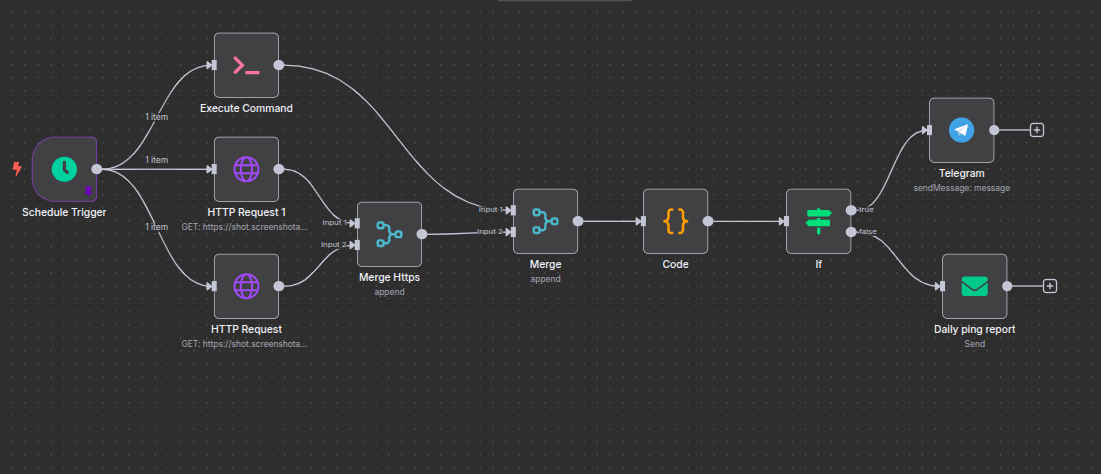 Execute Command
1 item
1 item
1 item
Schedule Trigger
HTTP Request 1
GET: https://shot.screenshota...
HTTP Request
GET: https://shot.screenshota...
Input 1
Input 2
Merge Https
append
Input 1
Input 2
Merge
append
Code
If
true
false
Telegram
sendMessage: message
Daily ping report
Send